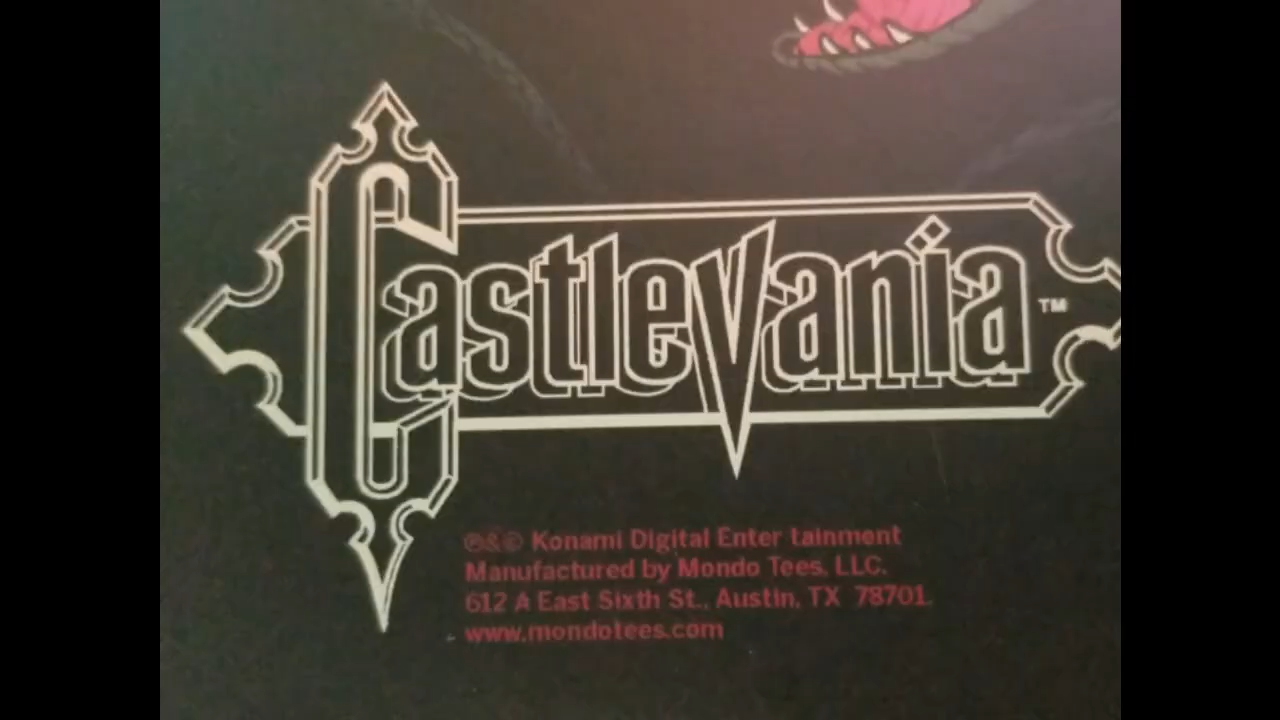 Castlevania™
℗&© Konami Digital Enter tainment
Manufactured by Mondo Tees, LLC.
612 A East Sixth St., Austin, TX 78701.
www.mondotees.com